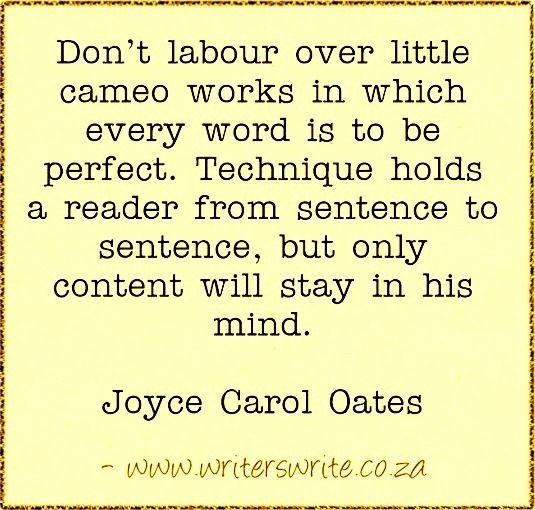 Don't labour over little
cameo works in which
every word is to be
perfect. Technique holds
a reader from sentence to
sentence, but only
content will stay in his
mind.
Joyce Carol Oates
- www.writerswrite.co.za